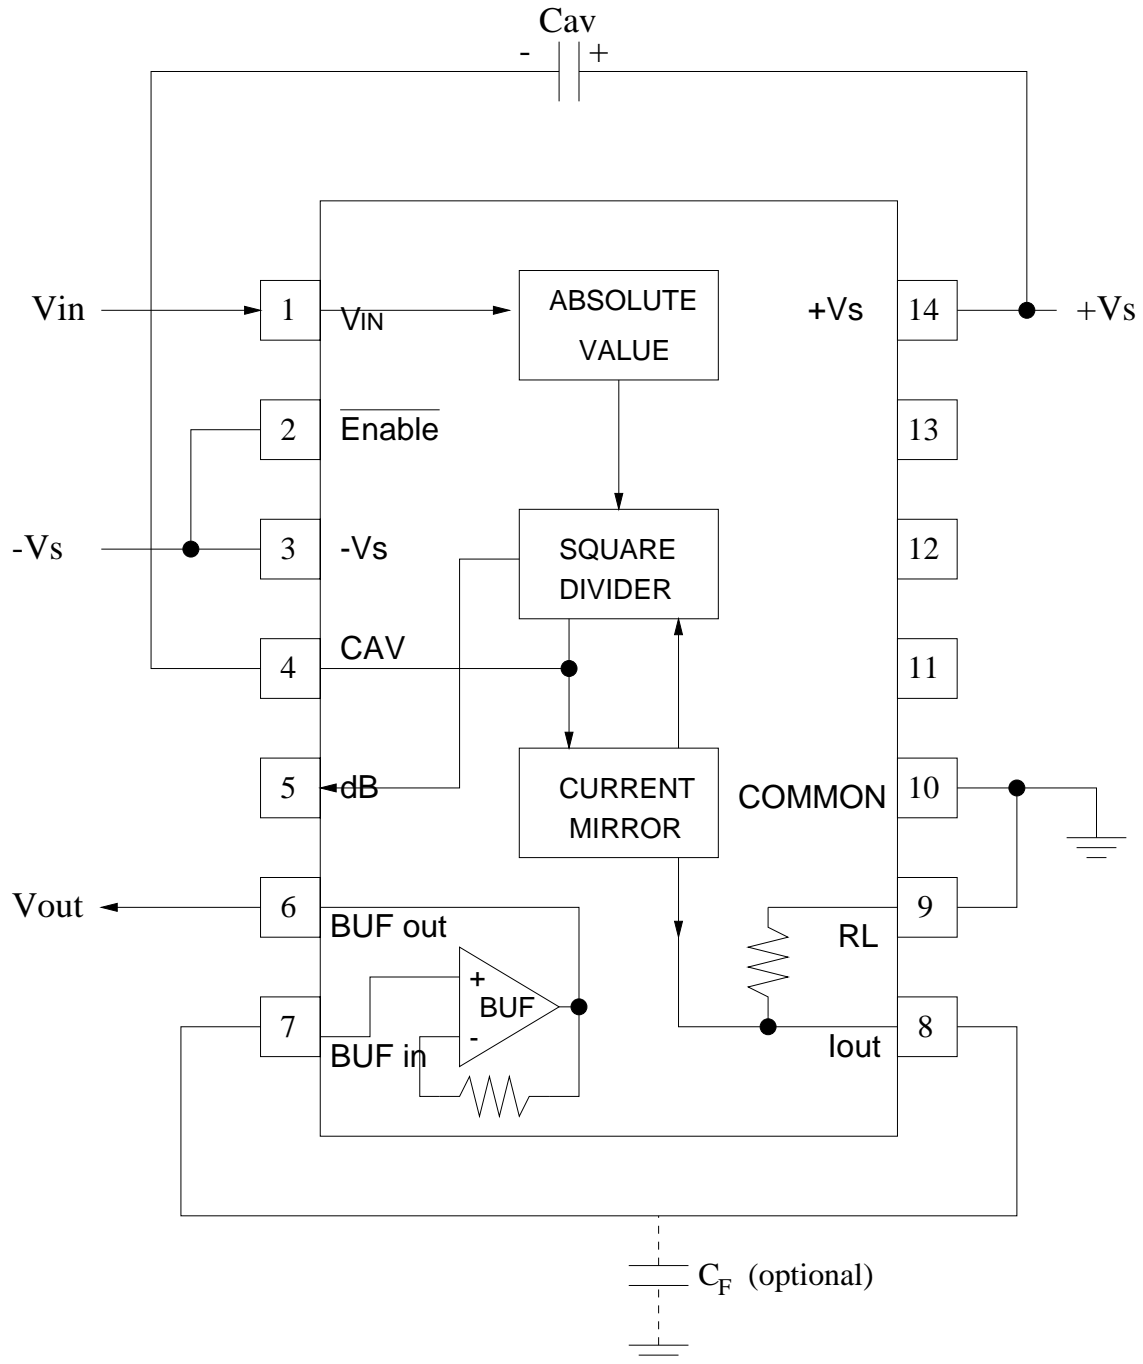 Cav
- +
Vin 1 VIN ABSOLUTE VALUE +Vs 14 +Vs
2 Enable 13
-Vs 3 -Vs SQUARE DIVIDER 12
4 CAV 11
5 dB CURRENT MIRROR COMMON 10
Vout 6 BUF out RL 9
+ BUF -
7 BUF in Iout 8
CF (optional)